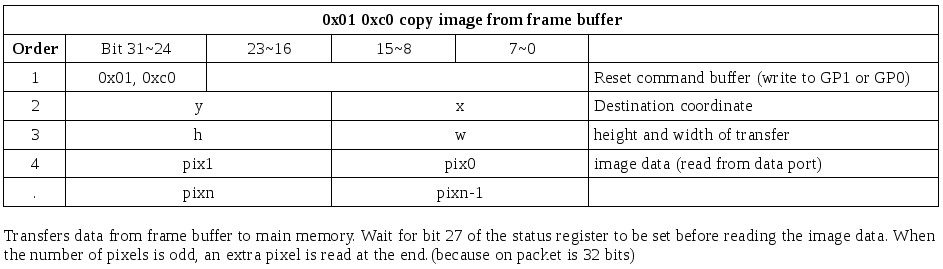 0x01 0xc0 copy image from frame buffer
Order Bit 31~24 23~16 15~8 7~0
1 0x01, 0xc0 Reset command buffer (write to GP1 or GP0)
2 y x Destination coordinate
3 h w height and width of transfer
4 pix1 pix0 image data (read from data port)
. pixn pixn-1
Transfers data from frame buffer to main memory. Wait for bit 27 of the status register to be set before reading the image data. When
the number of pixels is odd, an extra pixel is read at the end.(because on packet is 32 bits)